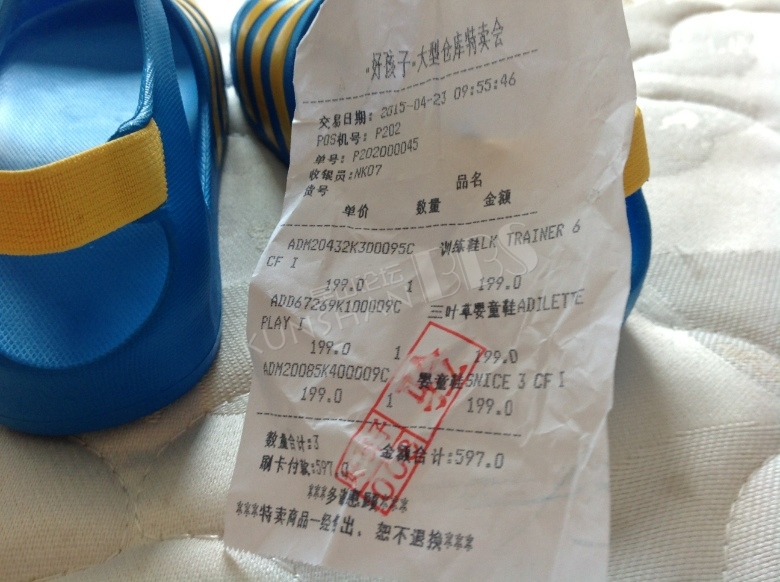 ·好孩子·大型仓库特卖会
交易日期: 2015-04-23 09:55:46
POS机号: P202
单号: P202000045
收银员:NK07
货号 品名
单价 数量 金额
ADM20432K300095C 训练鞋LK TRAINER 6
CF I
199.0 1 199.0
ADD67269K100009C 三叶草婴童鞋ADILETTE
PLAY I
199.0 1 199.0
ADM20085K400009C 婴童鞋SNICE 3 CF I
199.0 1 199.0
数量合计:3 金额合计:597.0
刷卡付款:597.0
***多谢惠顾***
***特卖商品一经售出、恕不退换***
KUNSHAN BBS
论坛